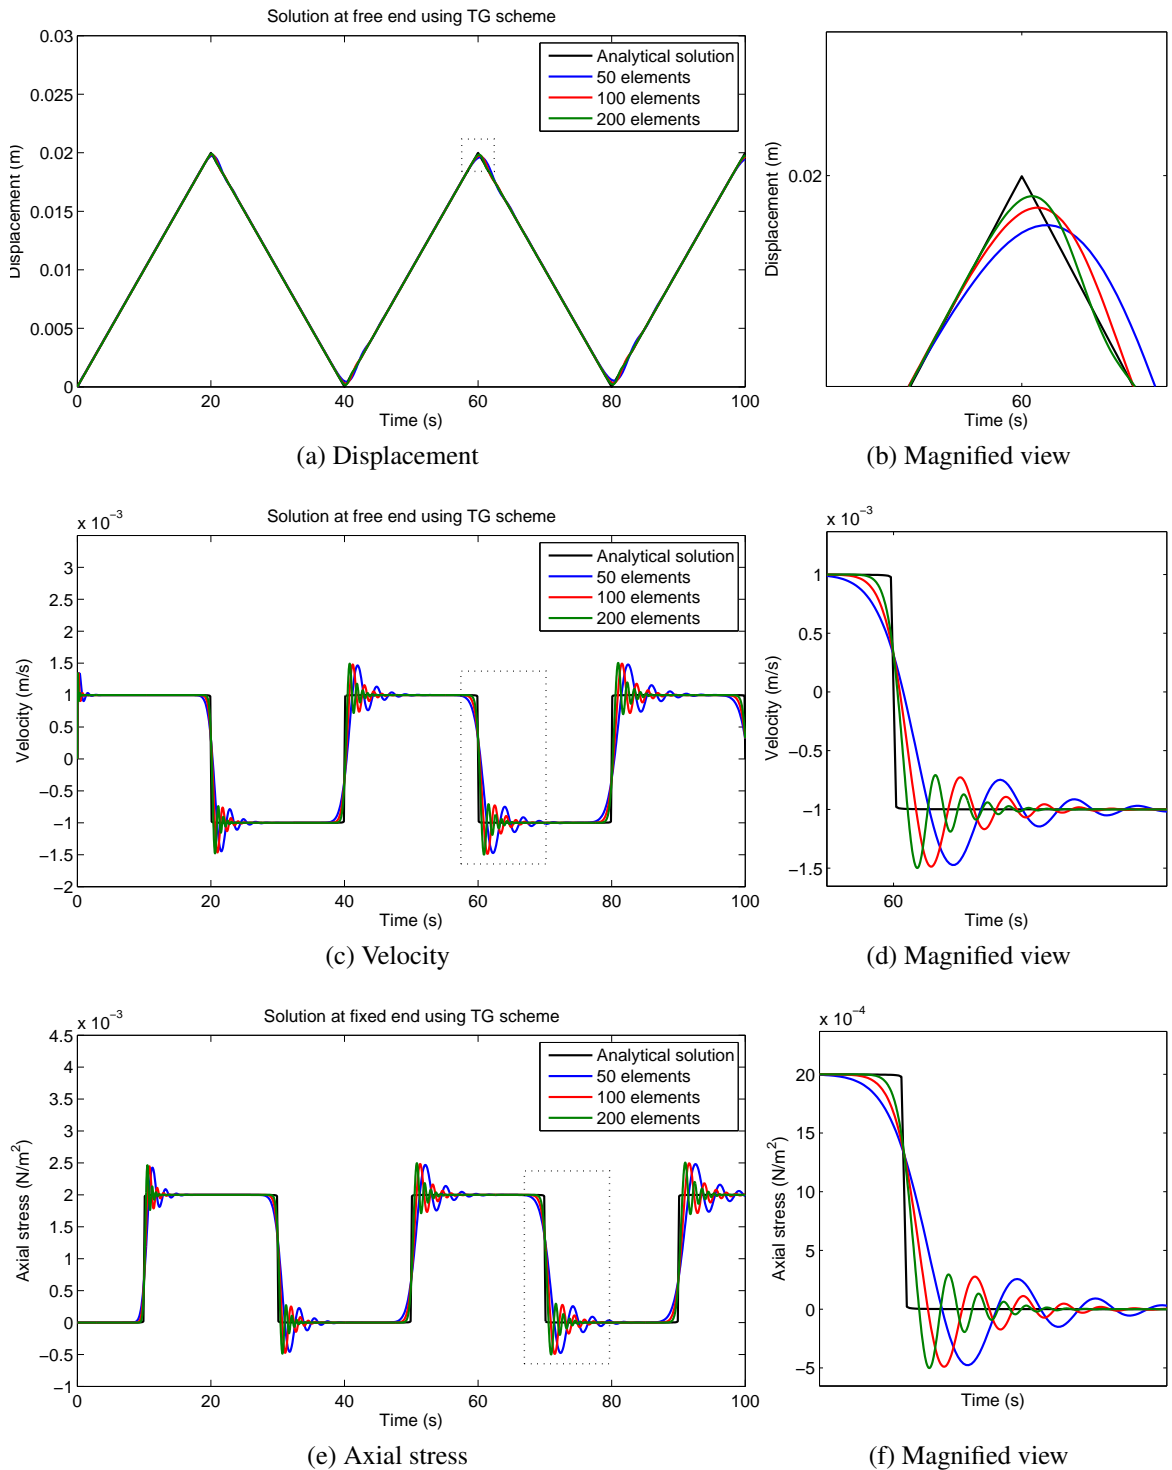 Solution at free end using TG scheme
0.03
0.025
0.02
0.015
0.01
0.005
0
Displacement (m)
Analytical solution
50 elements
100 elements
200 elements
0 20 40 60 80 100
Time (s)
(a) Displacement
0.02
Displacement (m)
60
Time (s)
(b) Magnified view
x 10⁻³
Solution at free end using TG scheme
3
2.5
2
1.5
1
0.5
0
−0.5
−1
−1.5
−2
Velocity (m/s)
Analytical solution
50 elements
100 elements
200 elements
0 20 40 60 80 100
Time (s)
(c) Velocity
x 10⁻³
1
0.5
0
−0.5
−1
−1.5
Velocity (m/s)
60
Time (s)
(d) Magnified view
x 10⁻³
Solution at fixed end using TG scheme
4.5
4
3.5
3
2.5
2
1.5
1
0.5
0
−0.5
−1
Axial stress (N/m²)
Analytical solution
50 elements
100 elements
200 elements
0 20 40 60 80 100
Time (s)
(e) Axial stress
x 10⁻⁴
20
15
10
5
0
−5
Axial stress (N/m²)
Time (s)
(f) Magnified view